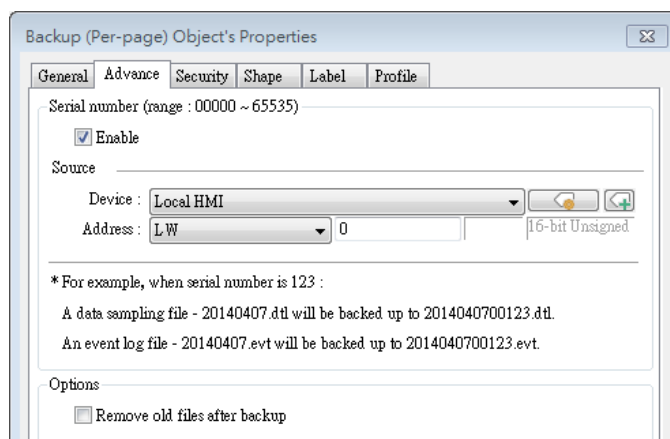 Backup (Per-page) Object's Properties
General Advance Security Shape Label Profile
Serial number (range : 00000 ~ 65535)
Enable
Source
Device : Local HMI
Address : LW 0 16-bit Unsigned
* For example, when serial number is 123 :
A data sampling file - 20140407.dtl will be backed up to 2014040700123.dtl.
An event log file - 20140407.evt will be backed up to 2014040700123.evt.
Options
Remove old files after backup